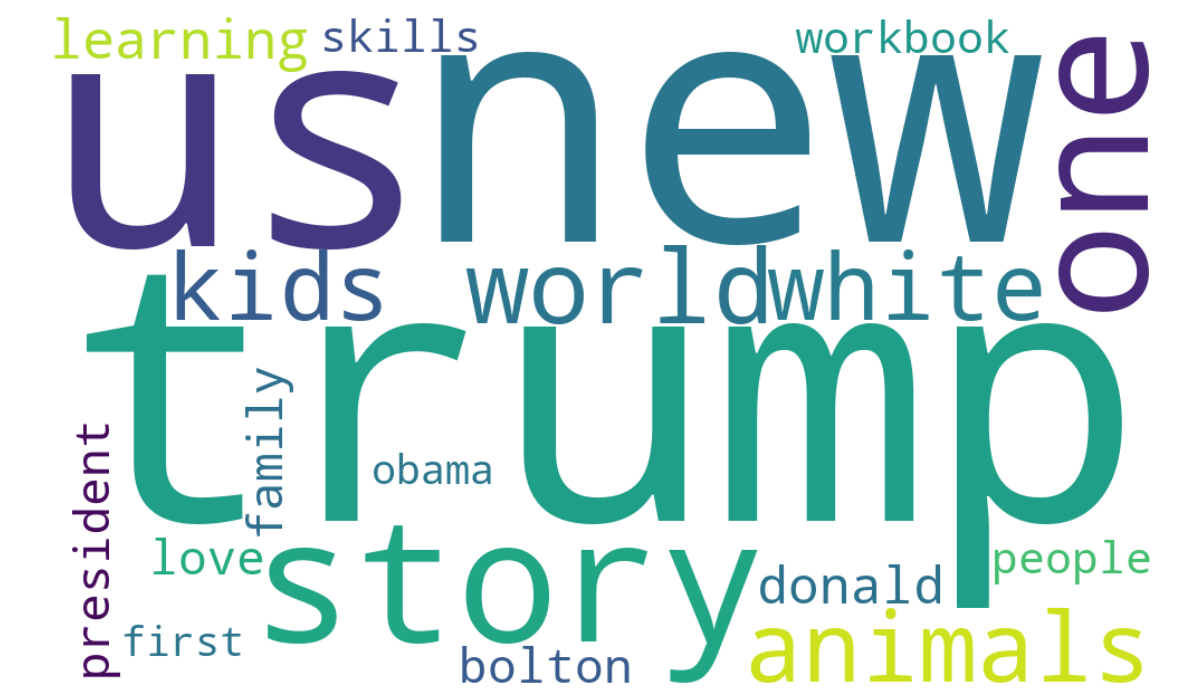 learning skills workbook
us new one
kids world white
trump
family
president
obama
love story donald people
first bolton animals